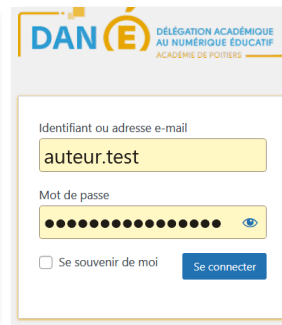 DAN(É)
DÉLÉGATION ACADÉMIQUE
AU NUMÉRIQUE ÉDUCATIF
ACADÉMIE DE POITIERS
Identifiant ou adresse e-mail
auteur.test
Mot de passe
••••••••••••••••
Se souvenir de moi
Se connecter